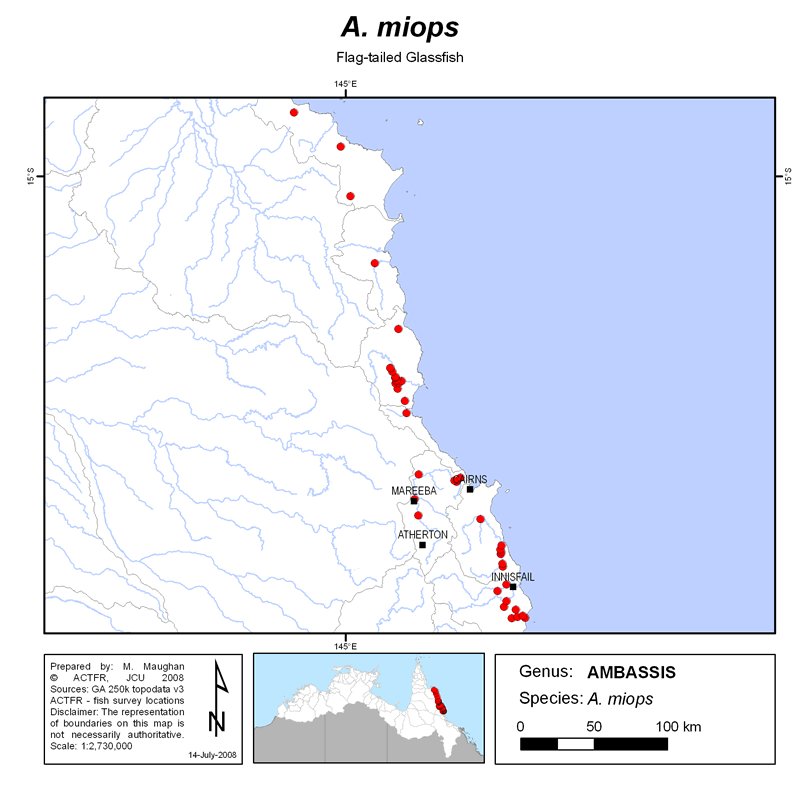 A. miops
Flag-tailed Glassfish
145°E
15°S
15°S
CAIRNS
MAREEBA
ATHERTON
INNISFAIL
145°E
Prepared by: M. Maughan
© ACTFR, JCU 2008
Sources: GA 250k topodata v3
ACTFR - fish survey locations
Disclaimer: The representation
of boundaries on this map is
not necessarily authoritative.
Scale: 1:2,730,000
14-July-2008
N
Genus: AMBASSIS
Species: A. miops
0 50 100 km